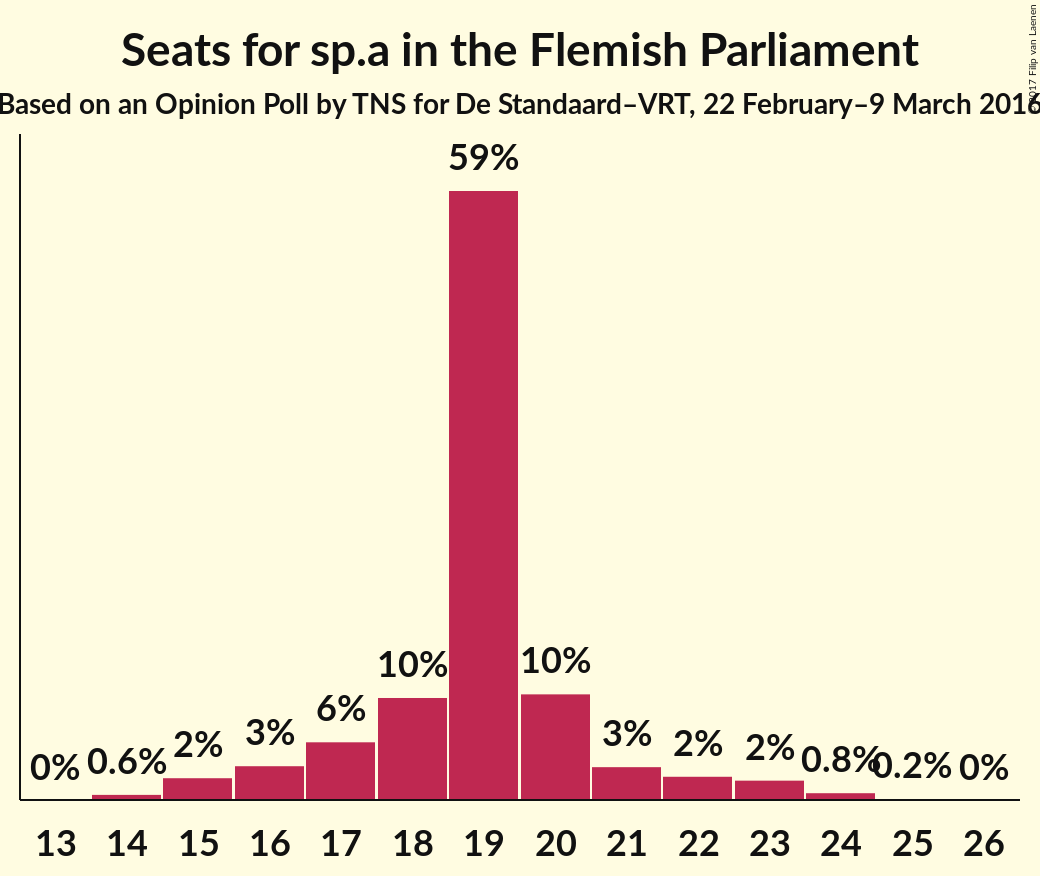 Seats for sp.a in the Flemish Parliament
Based on an Opinion Poll by TNS for De Standaard–VRT, 22 February–9 March 2016
2017 Filip van Laenen
59%
10% 10%
6%
3% 3%
2% 2% 2%
0% 0.6% 0.8% 0.2% 0%
13 14 15 16 17 18 19 20 21 22 23 24 25 26